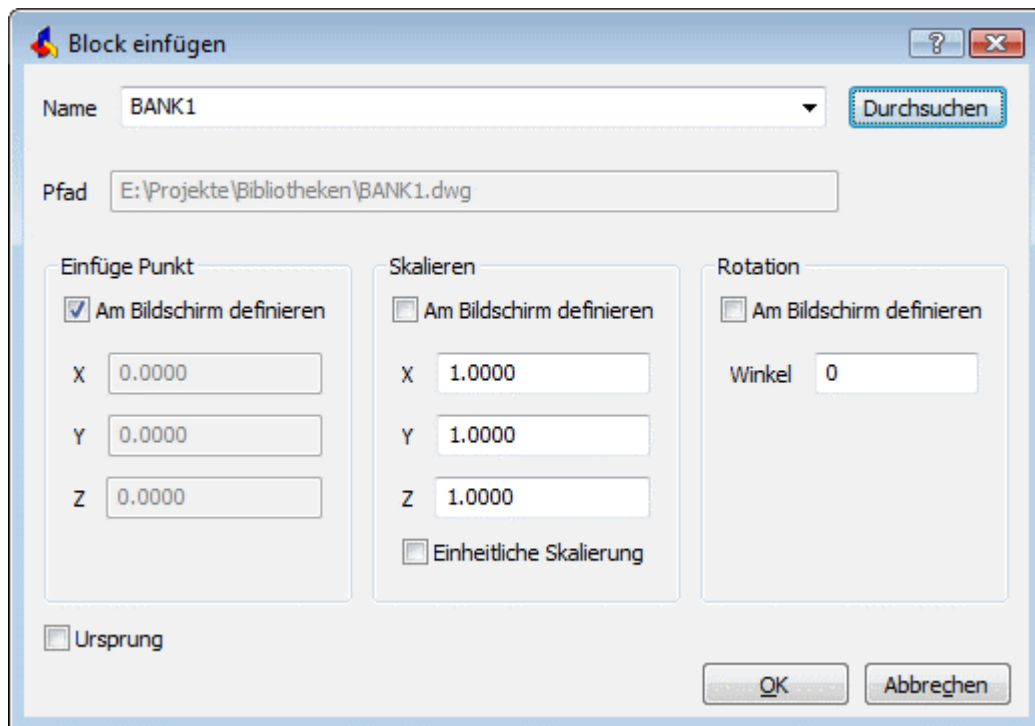 Block einfügen
Name BANK1 Durchsuchen
Pfad E:\Projekte\Bibliotheken\BANK1.dwg
Einfüge Punkt
Am Bildschirm definieren
X 0.0000
Y 0.0000
Z 0.0000
Skalieren
Am Bildschirm definieren
X 1.0000
Y 1.0000
Z 1.0000
Einheitliche Skalierung
Rotation
Am Bildschirm definieren
Winkel 0
Ursprung
OK Abbrechen